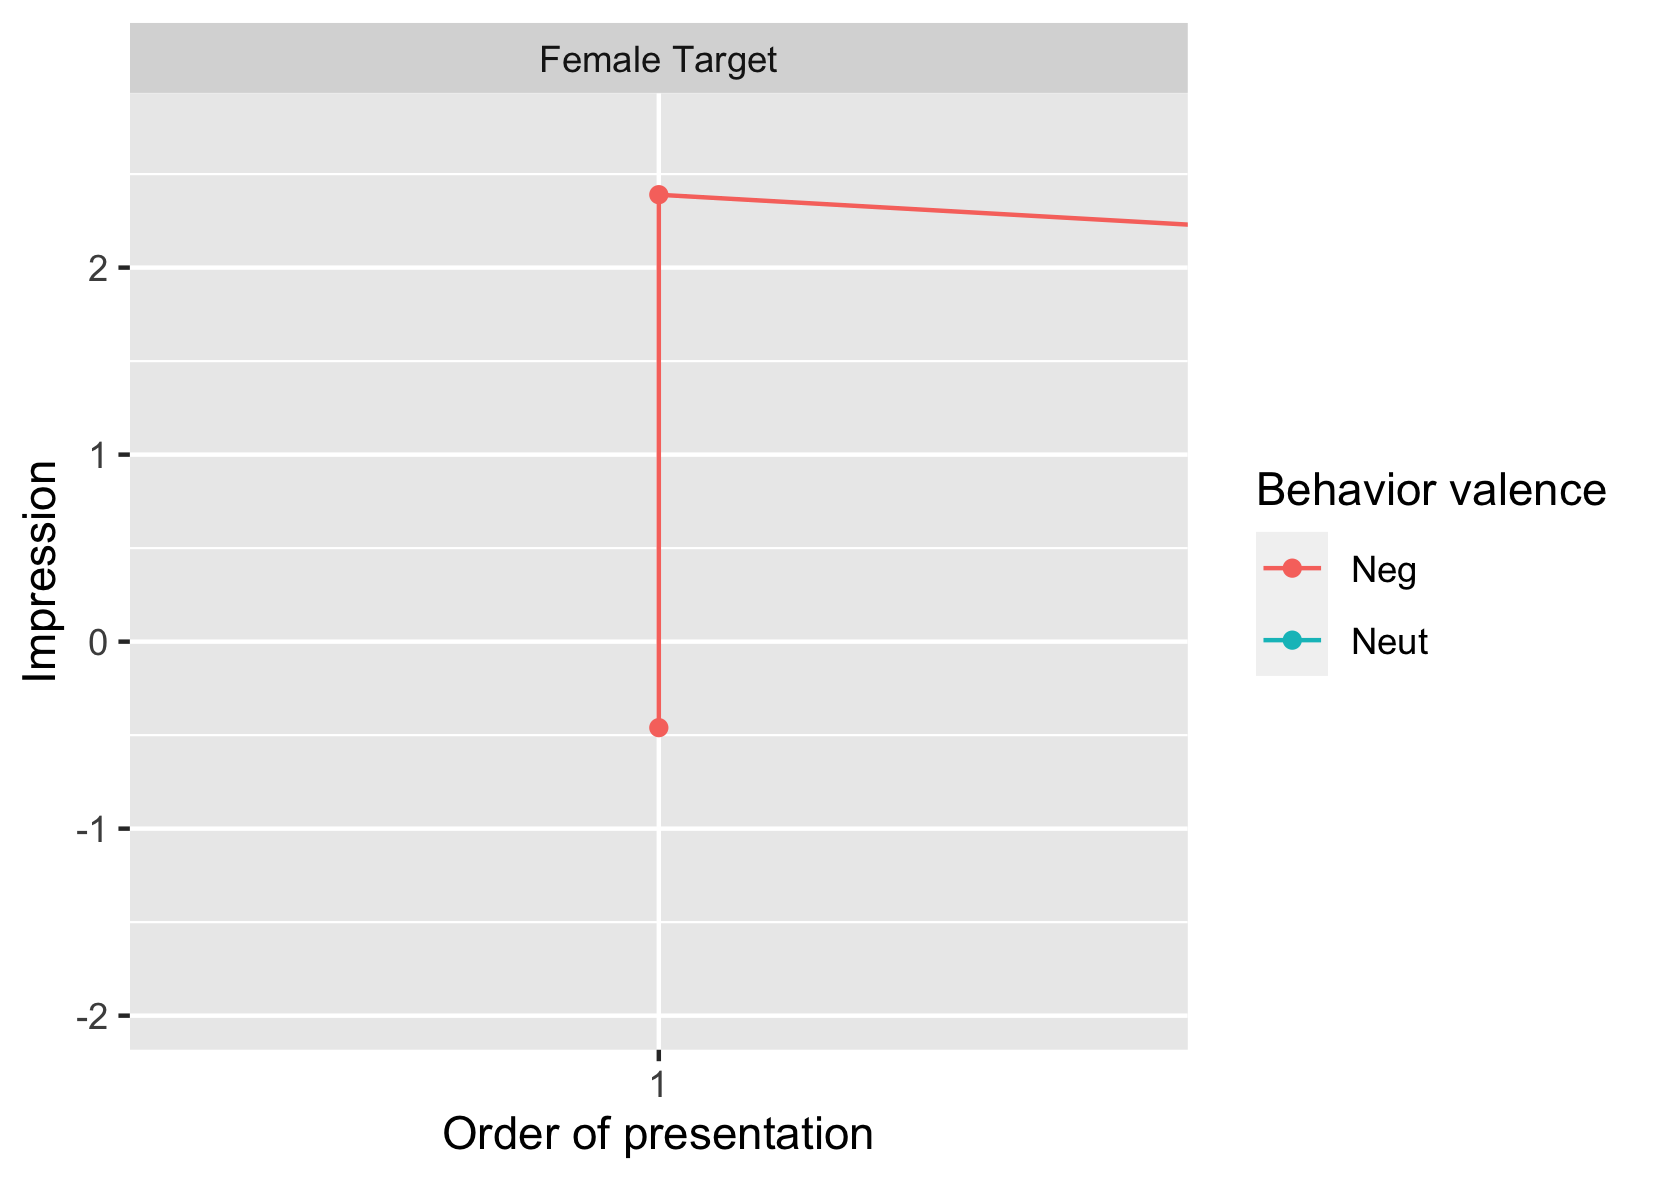 Female Target
Impression
2
1
0
-1
-2
1
Order of presentation
Behavior valence
Neg
Neut